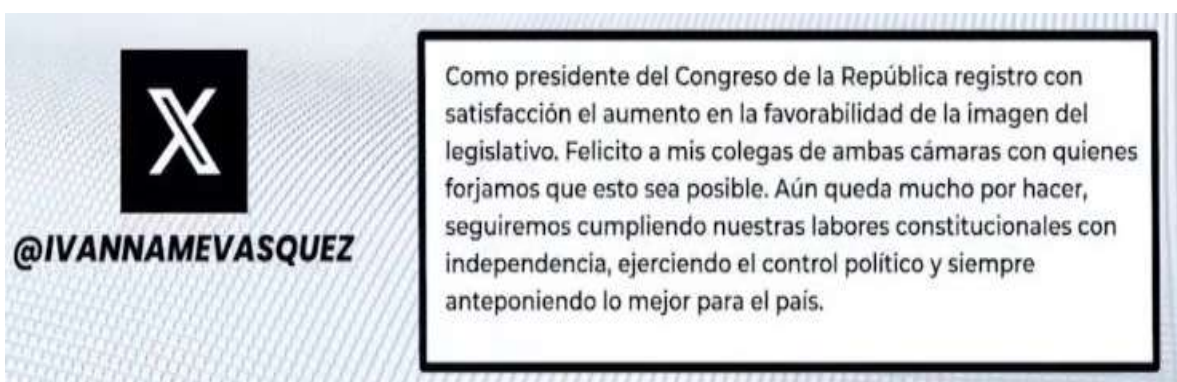 @IVANNAMEVASQUEZ
Como presidente del Congreso de la República registro con
satisfacción el aumento en la favorabilidad de la imagen del
legislativo. Felicito a mis colegas de ambas cámaras con quienes
forjamos que esto sea posible. Aún queda mucho por hacer,
seguiremos cumpliendo nuestras labores constitucionales con
independencia, ejerciendo el control político y siempre
anteponiendo lo mejor para el país.